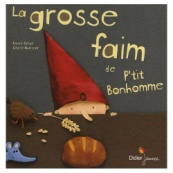 La grosse
faim
de P'tit
Bonhomme
Didier Jeunesse